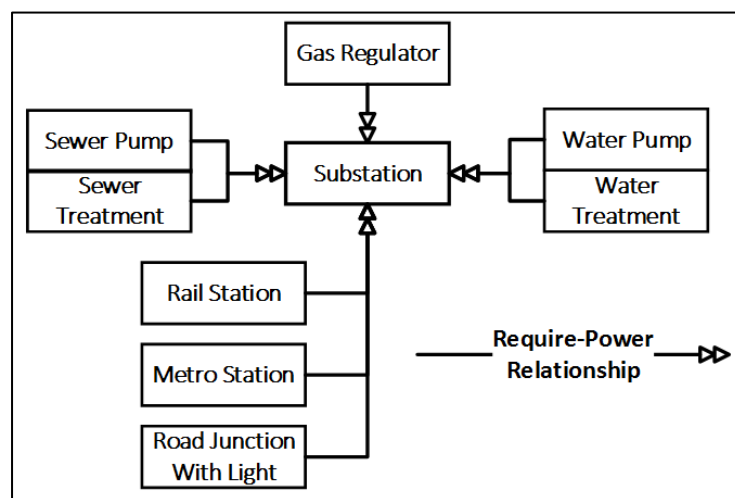 Gas Regulator
Sewer Pump
Sewer
Treatment
Substation
Water Pump
Water
Treatment
Rail Station
Metro Station
Road Junction
With Light
Require-Power
Relationship